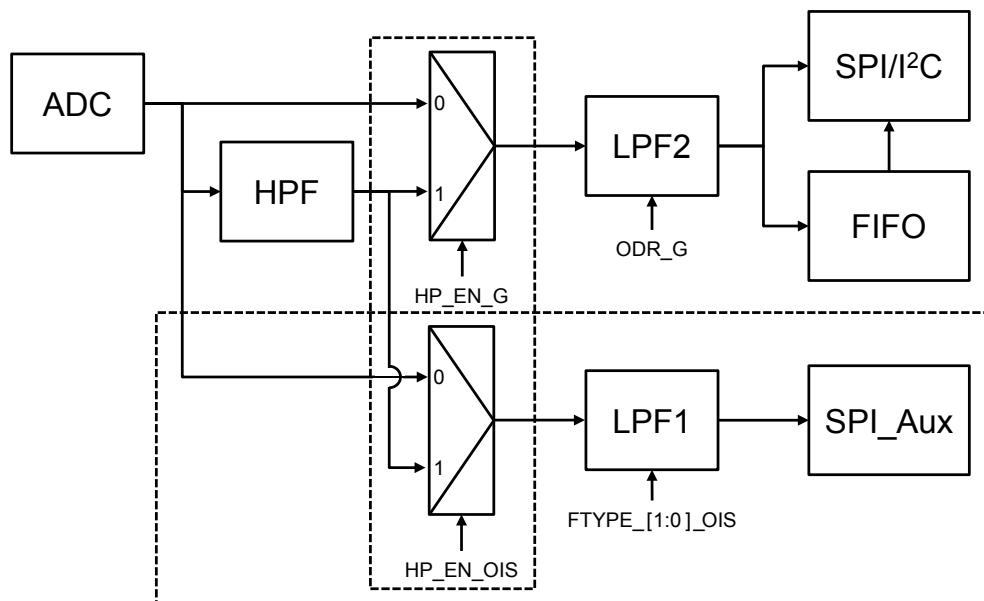 ADC
HPF
0
1
HP_EN_G
LPF2
ODR_G
SPI/I²C
FIFO
0
1
HP_EN_OIS
LPF1
FTYPE_[1:0]_OIS
SPI_Aux